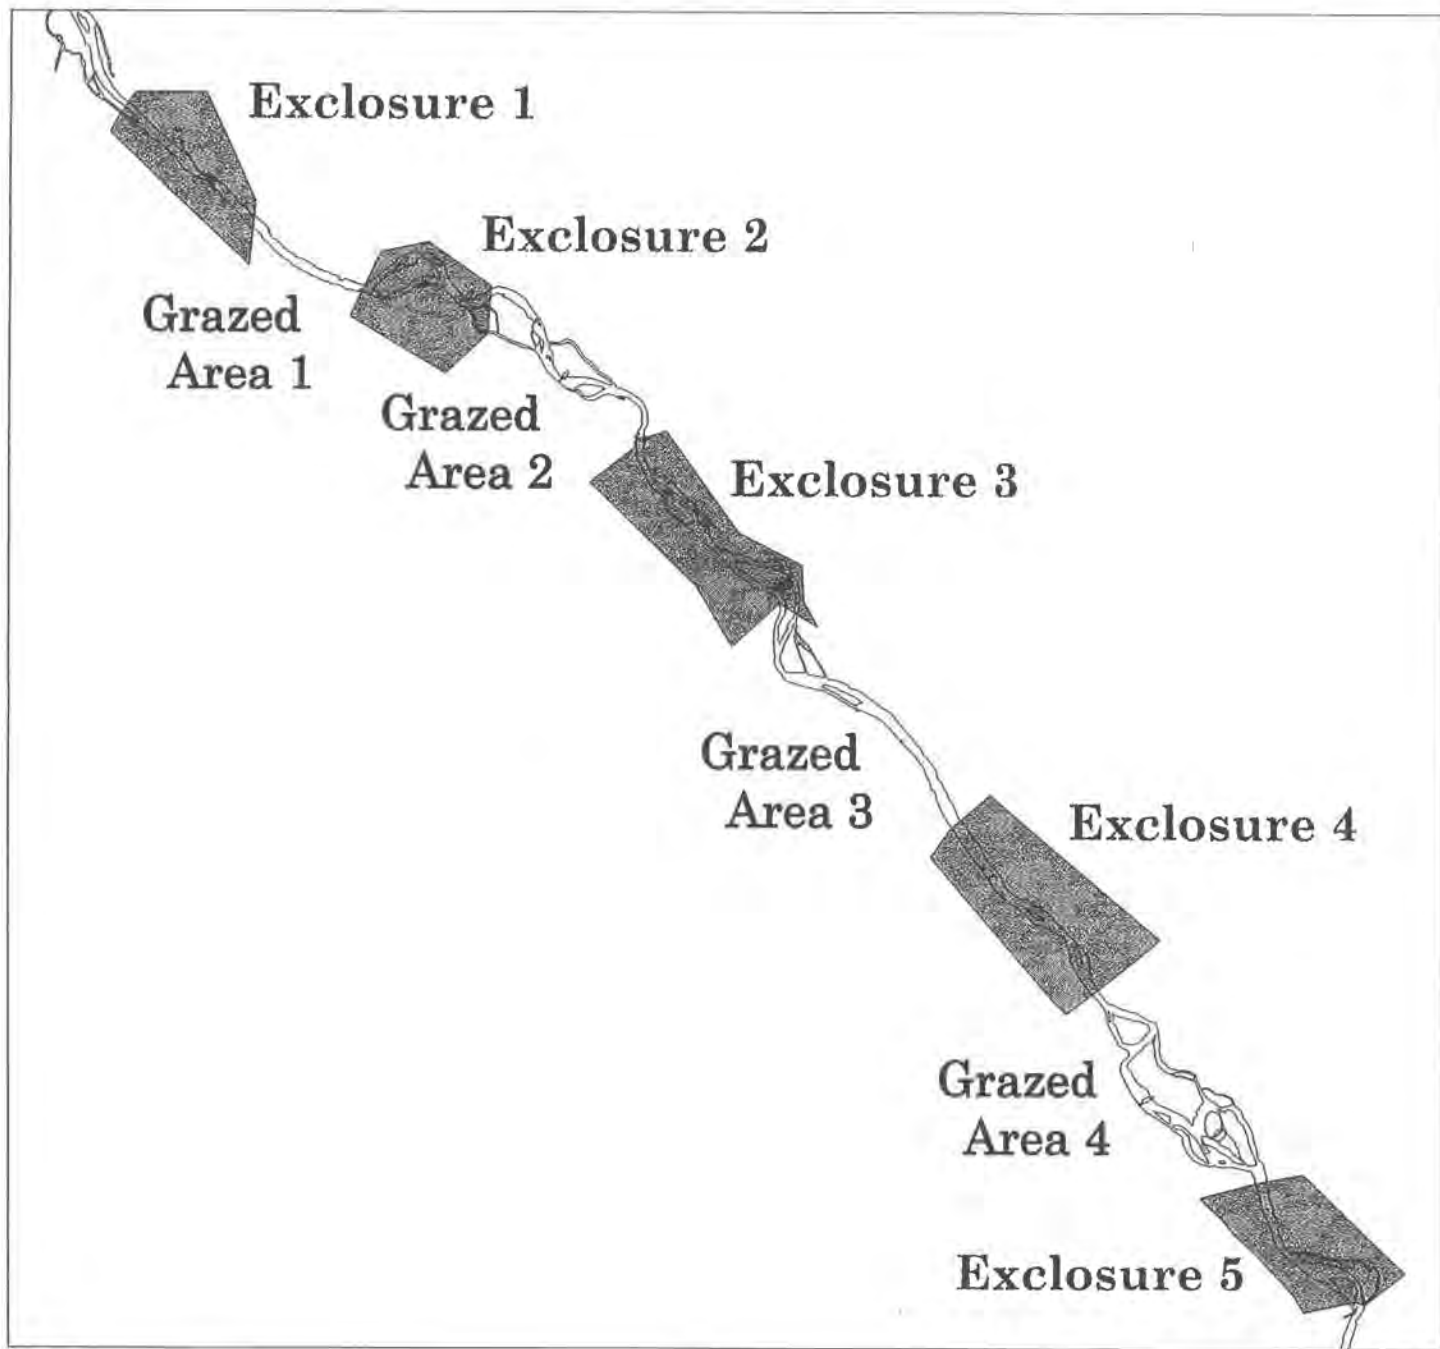 Exclosure 1
Exclosure 2
Grazed
Area 1
Grazed
Area 2
Exclosure 3
Grazed
Area 3
Exclosure 4
Grazed
Area 4
Exclosure 5